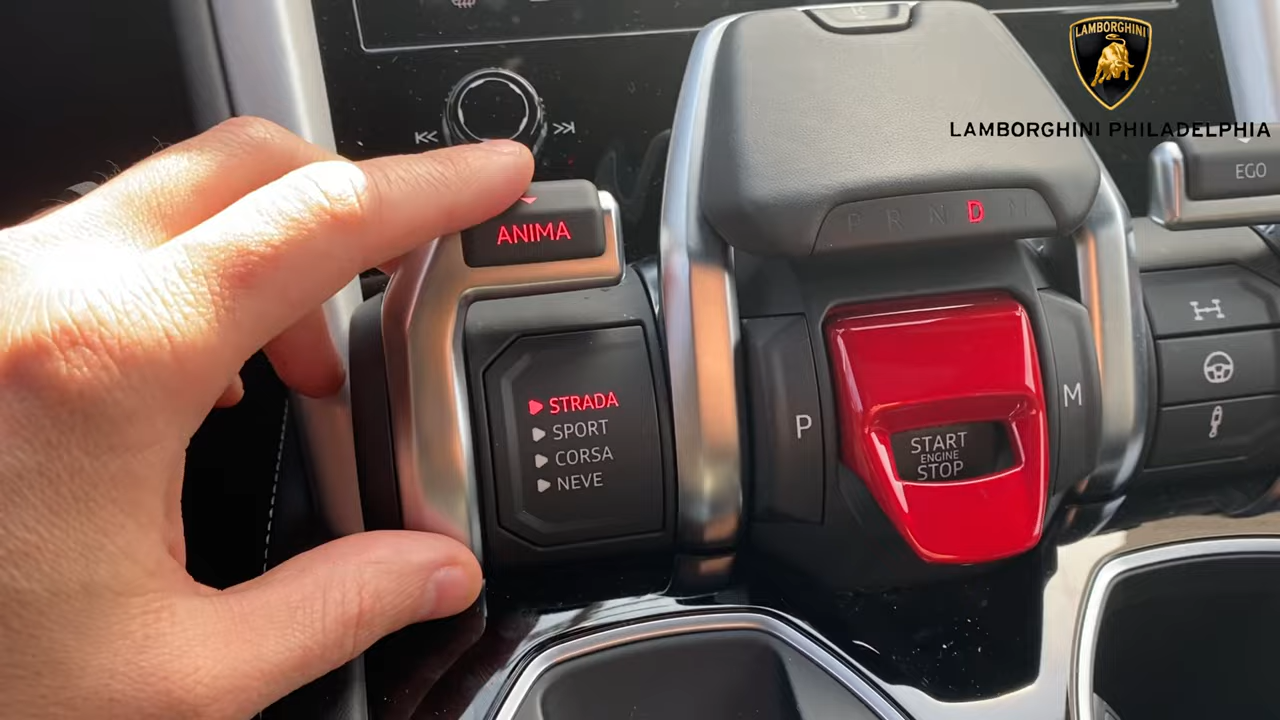 LAMBORGHINI
LAMBORGHINI PHILADELPHIA
ANIMA
P R N D M
EGO
STRADA
SPORT
CORSA
NEVE
P
START
ENGINE
STOP
M